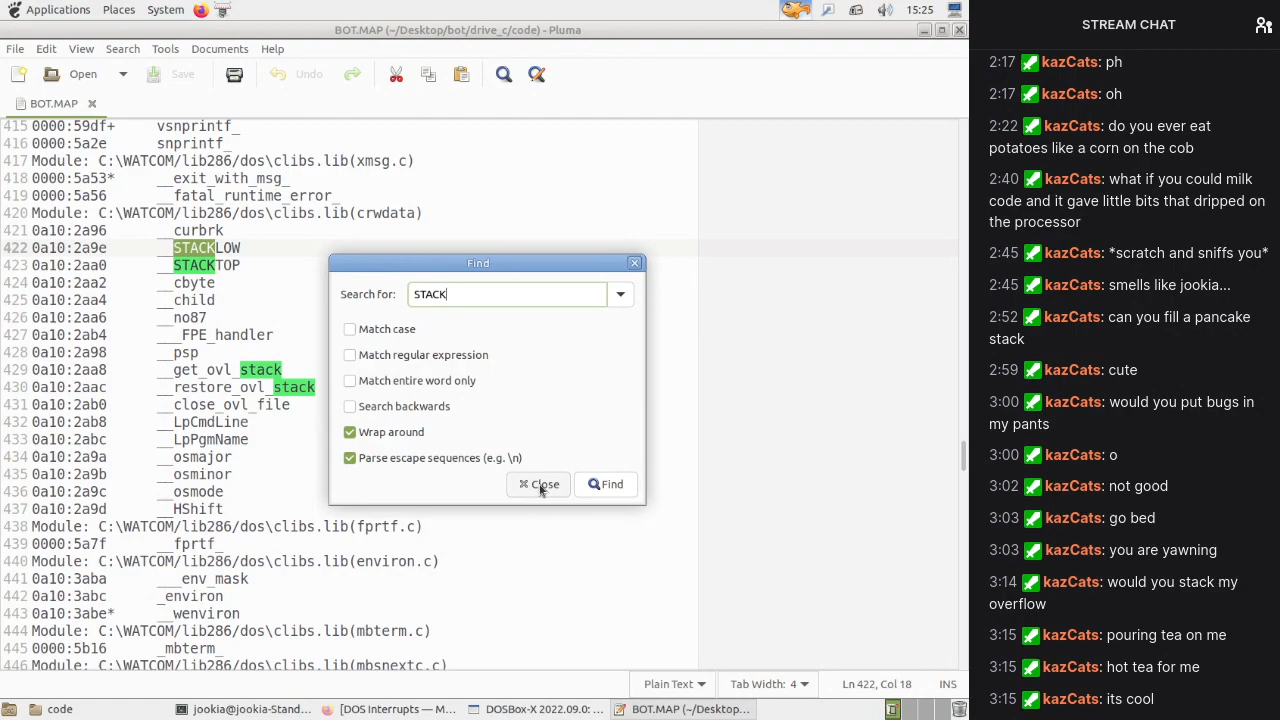 Applications Places System 15:25
BOT.MAP (~/Desktop/bot/drive_c/code) - Pluma
File Edit View Search Tools Documents Help
Open Save Undo
BOT.MAP
415 0000:59df+ vsnprintf_
416 0000:5a2e snprintf_
417 Module: C:\WATCOM/lib286/dos\clibs.lib(xmsg.c)
418 0000:5a53* __exit_with_msg_
419 0000:5a56 __fatal_runtime_error_
420 Module: C:\WATCOM/lib286/dos\clibs.lib(crwdata)
421 0a10:2a96 __curbrk
422 0a10:2a9e __STACKLOW
423 0a10:2aa0 __STACKTOP
424 0a10:2aa2 __cbyte
425 0a10:2aa4 __child
426 0a10:2aa6 __no87
427 0a10:2ab4 ___FPE_handler
428 0a10:2a98 __psp
429 0a10:2aa8 __get_ovl_stack
430 0a10:2aac __restore_ovl_stack
431 0a10:2ab0 __close_ovl_file
432 0a10:2ab8 __LpCmdLine
433 0a10:2abc __LpPgmName
434 0a10:2a9a __osmajor
435 0a10:2a9b __osminor
436 0a10:2a9c __osmode
437 0a10:2a9d __HShift
438 Module: C:\WATCOM/lib286/dos\clibs.lib(fprtf.c)
439 0000:5a7f __fprtf_
440 Module: C:\WATCOM/lib286/dos\clibs.lib(environ.c)
441 0a10:3aba ___env_mask
442 0a10:3abc _environ
443 0a10:3abe* __wenviron
444 Module: C:\WATCOM/lib286/dos\clibs.lib(mbterm.c)
445 0000:5b16 _mbterm_
446 Module: C:\WATCOM/lib286/dos\clibs.lib(mbsnextc.c)
Find
Search for: STACK
Match case
Match regular expression
Match entire word only
Search backwards
Wrap around
Parse escape sequences (e.g. \n)
Close Find
Plain Text Tab Width: 4 Ln 422, Col 18 INS
code jookia@jookia-Stand... [DOS Interrupts — M... DOSBox-X 2022.09.0:... BOT.MAP (~/Desktop...
STREAM CHAT
2:17 kazCats: ph
2:17 kazCats: oh
2:22 kazCats: do you ever eat
potatoes like a corn on the cob
2:40 kazCats: what if you could milk
code and it gave little bits that dripped on
the processor
2:45 kazCats: *scratch and sniffs you*
2:45 kazCats: smells like jookia...
2:52 kazCats: can you fill a pancake
stack
2:59 kazCats: cute
3:00 kazCats: would you put bugs in
my pants
3:00 kazCats: o
3:02 kazCats: not good
3:03 kazCats: go bed
3:03 kazCats: you are yawning
3:14 kazCats: would you stack my
overflow
3:15 kazCats: pouring tea on me
3:15 kazCats: hot tea for me
3:15 kazCats: its cool